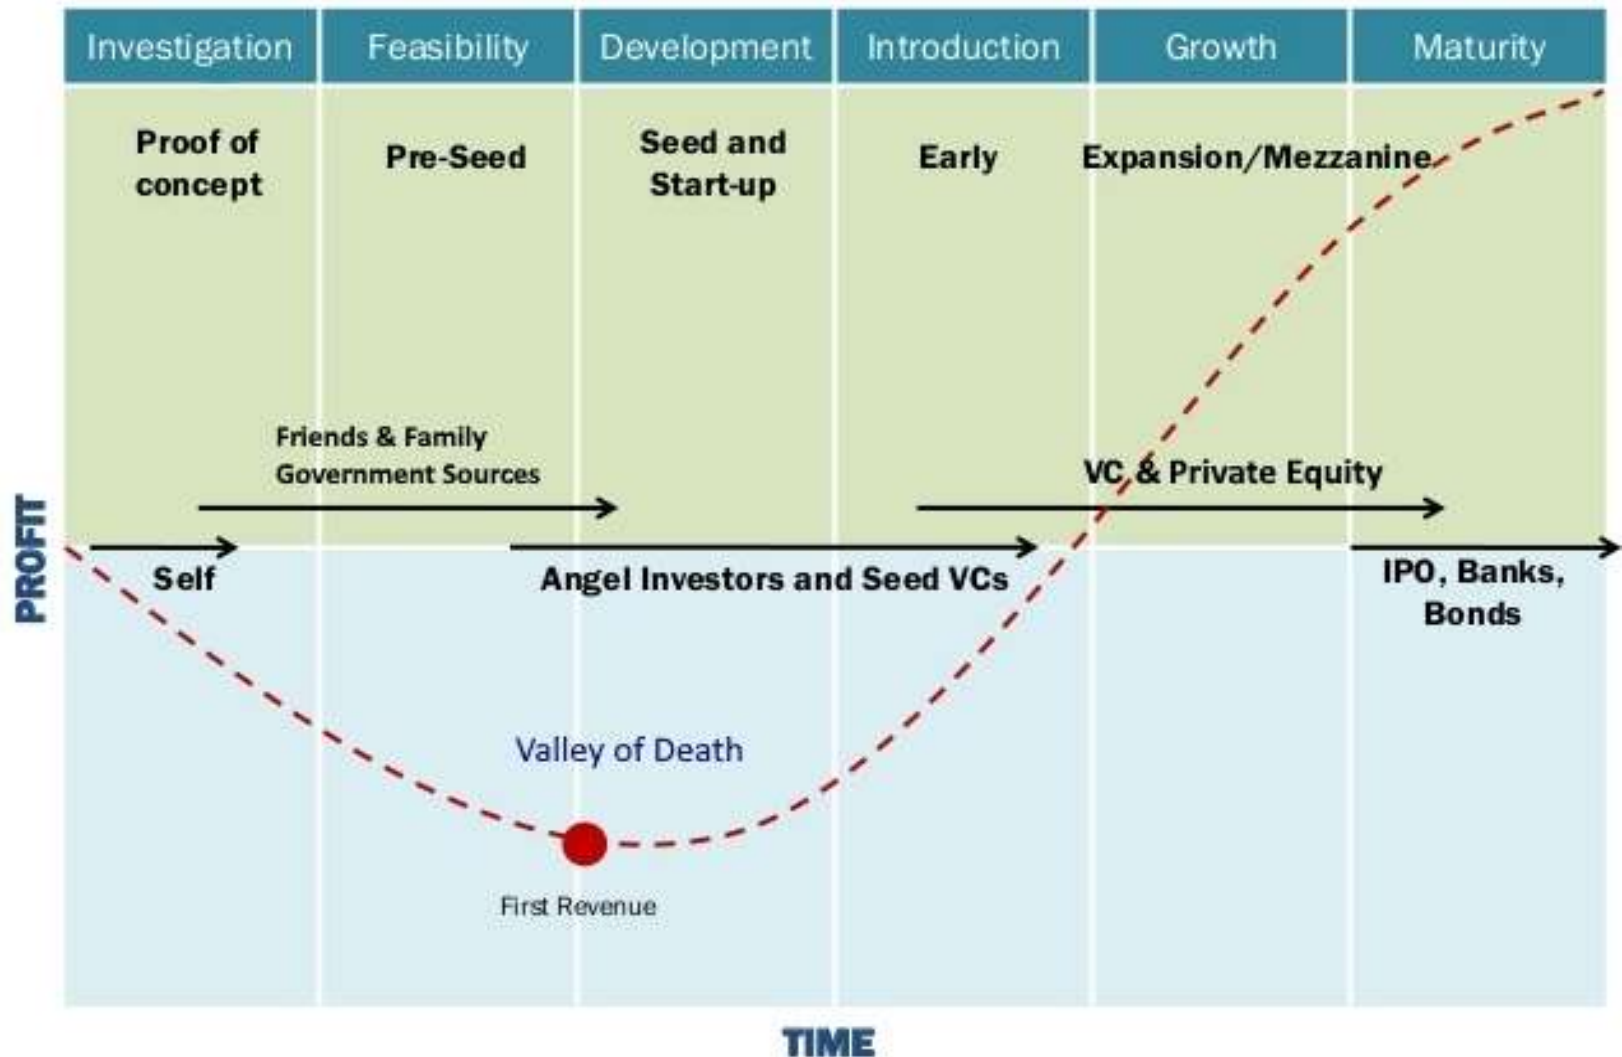 Investigation
Feasibility
Development
Introduction
Growth
Maturity
Proof of
concept
Pre-Seed
Seed and
Start-up
Early
Expansion/Mezzanine
Friends & Family
Government Sources
VC & Private Equity
PROFIT
Self
Angel Investors and Seed VCs
IPO, Banks,
Bonds
Valley of Death
First Revenue
TIME